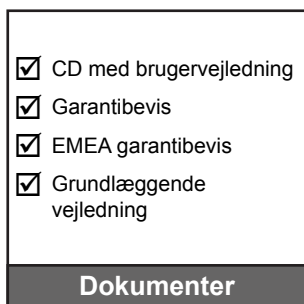 CD med brugervejledning
Garantibevis
EMEA garantibevis
Grundlæggende
vejledning
Dokumenter